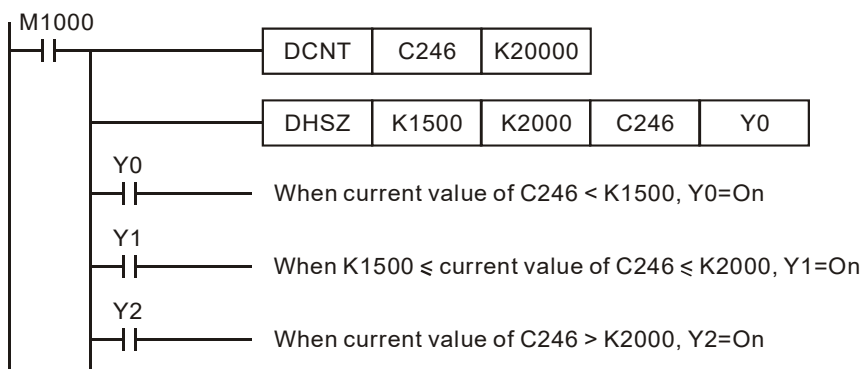 M1000
DCNT C246 K20000
DHSZ K1500 K2000 C246 Y0
Y0
When current value of C246 < K1500, Y0=On
Y1
When K1500 ⩽ current value of C246 ⩽ K2000, Y1=On
Y2
When current value of C246 > K2000, Y2=On